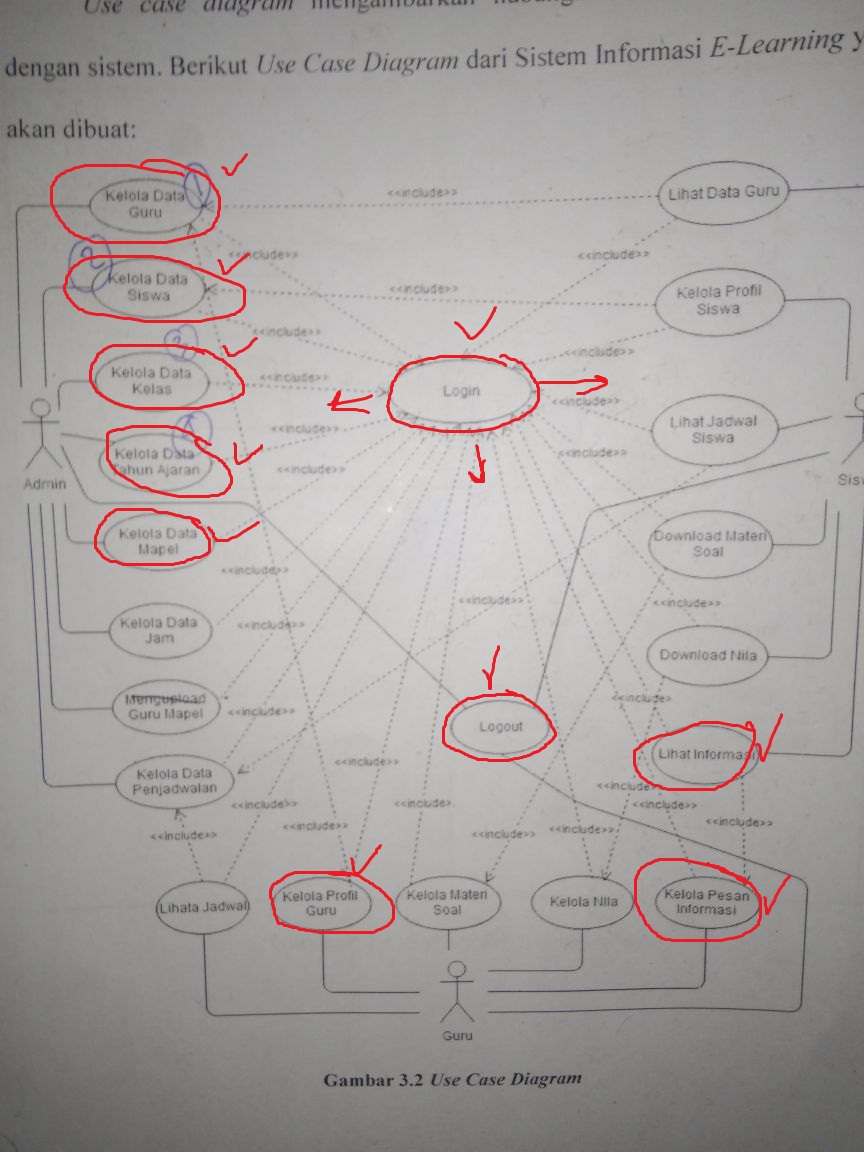 Use case diagram
dengan sistem. Berikut Use Case Diagram dari Sistem Informasi E-Learning
akan dibuat:
Kelola Data
Guru
1
<<include>>
Lihat Data Guru
<<include>>
<<include>>
2
Kelola Data
Siswa
<<include>>
Kelola Profil
Siswa
<<include>>
<<include>>
3
Kelola Data
Kelas
<<include>>
Login
<<include>>
Kelola Data
Tahun Ajaran
<<include>>
Lihat Jadwal
Siswa
Admin
<<include>>
<<include>>
Kelola Data
Mapel
Download Materi
Soal
<<include>>
<<include>>
<<include>>
Kelola Data
Jam
<<include>>
Download Nila
Mengupload
Guru Mapel
<<include>>
<<include>
Logout
Lihat Informasi
Kelola Data
Penjadwalan
<<include>>
<<include>>
<<include>>
<<include>.
<<include>>
<<include>>
<<include>>
<<include>>
<<include>>
<<include>>
Lihata Jadwal
Kelola Profil
Guru
Kelola Materi
Soal
Kelola Nila
Kelola Pesan
Informasi
Guru
Gambar 3.2 Use Case Diagram